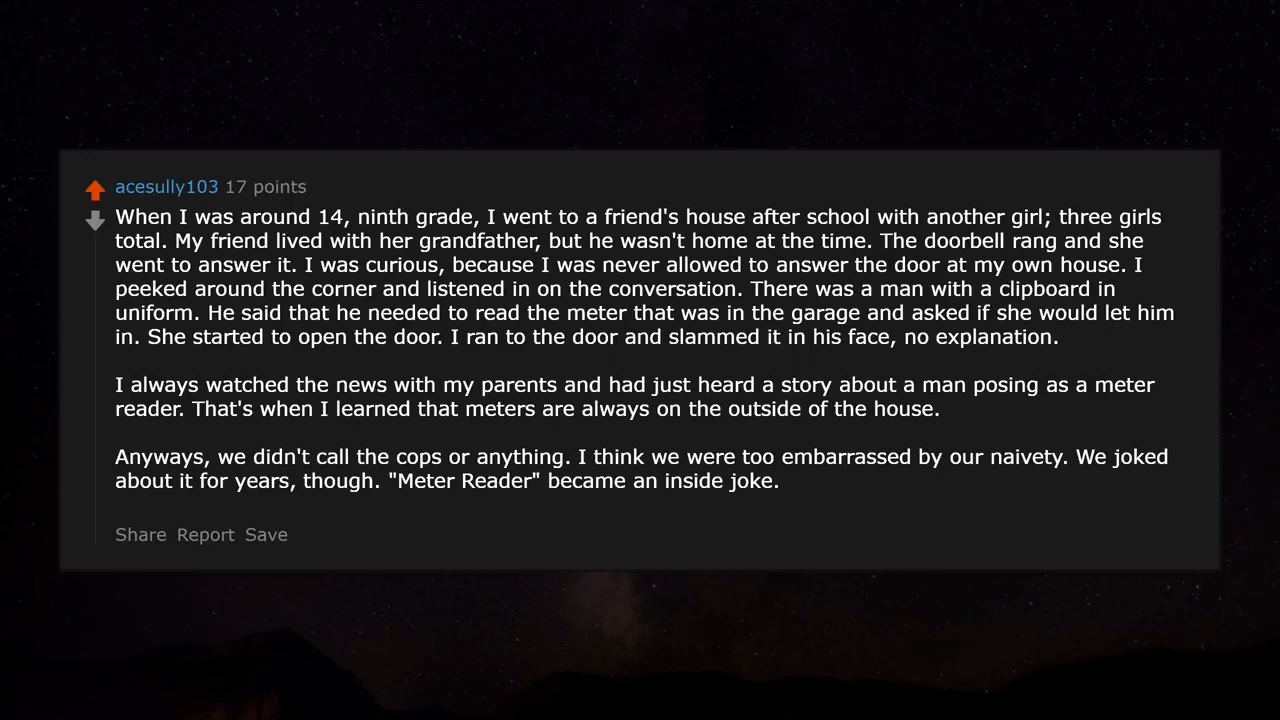 acesully103 17 points
When I was around 14, ninth grade, I went to a friend's house after school with another girl; three girls
total. My friend lived with her grandfather, but he wasn't home at the time. The doorbell rang and she
went to answer it. I was curious, because I was never allowed to answer the door at my own house. I
peeked around the corner and listened in on the conversation. There was a man with a clipboard in
uniform. He said that he needed to read the meter that was in the garage and asked if she would let him
in. She started to open the door. I ran to the door and slammed it in his face, no explanation.
I always watched the news with my parents and had just heard a story about a man posing as a meter
reader. That's when I learned that meters are always on the outside of the house.
Anyways, we didn't call the cops or anything. I think we were too embarrassed by our naivety. We joked
about it for years, though. "Meter Reader" became an inside joke.
Share Report Save